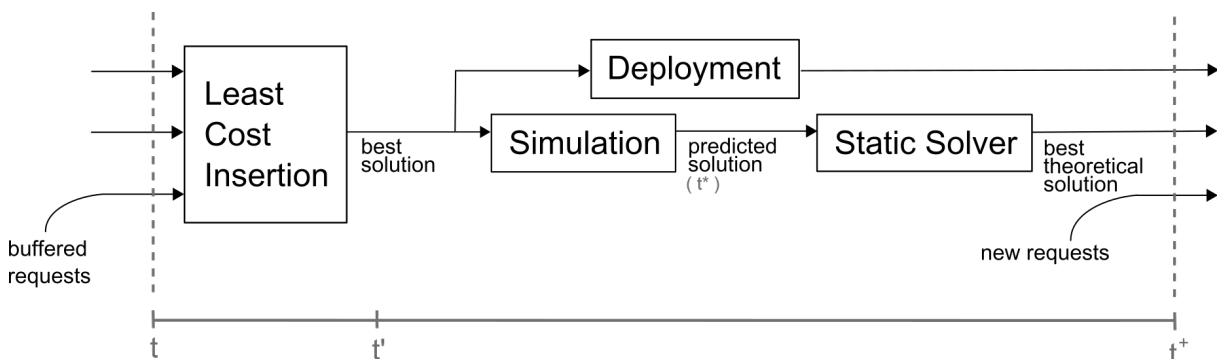 Least
Cost
Insertion
buffered
requests
best
solution
Deployment
Simulation
predicted
solution
( t* )
Static Solver
best
theoretical
solution
new requests
t
t'
t⁺